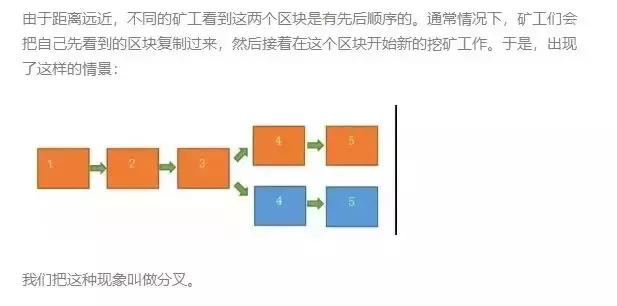 由于距离远近，不同的矿工看到这两个区块是有先后顺序的。通常情况下，矿工们会
把自己先看到的区块复制过来，然后接着在这个区块开始新的挖矿工作。于是，出现
了这样的情景：
4 5
1 2 3
4 5
我们把这种现象叫做分叉。